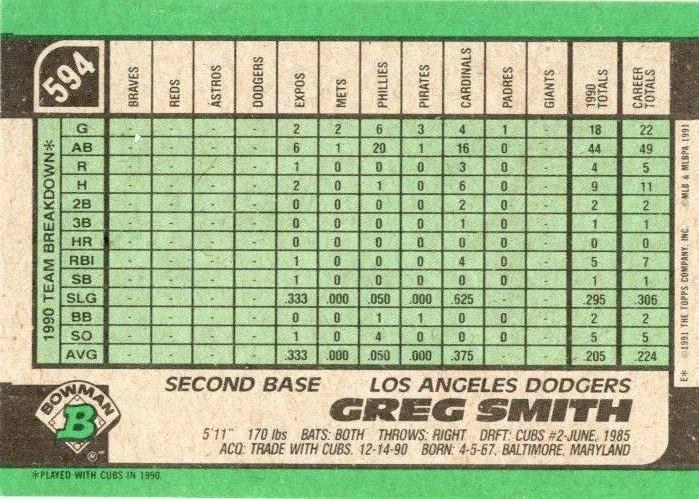 594
BRAVES REDS ASTROS DODGERS EXPOS METS PHILLIES PIRATES CARDINALS PADRES GIANTS 1990 TOTALS CAREER TOTALS
1990 TEAM BREAKDOWN*
G - - - - 2 2 6 3 4 1 - 18 22
AB - - - - 6 1 20 1 16 0 - 44 49
R - - - - 1 0 0 0 3 0 - 4 5
H - - - - 2 0 1 0 6 0 - 9 11
2B - - - - 0 0 0 0 2 0 - 2 2
3B - - - - 0 0 0 0 1 0 - 1 1
HR - - - - 0 0 0 0 0 0 - 0 0
RBI - - - - 1 0 0 0 4 0 - 5 7
SB - - - - 1 0 0 0 0 0 - 1 1
SLG - - - - .333 .000 .050 .000 .625 - - .295 .306
BB - - - - 0 0 1 1 0 0 - 2 2
SO - - - - 1 0 4 0 0 0 - 5 5
AVG - - - - .333 .000 .050 .000 .375 - - .205 .224
E* ©1991 THE TOPPS COMPANY, INC. ©MLB & MLBPA 1991
SECOND BASE LOS ANGELES DODGERS
GREG SMITH
BOWMAN
B
®
5'11" 170 lbs BATS: BOTH THROWS: RIGHT DRFT: CUBS #2-JUNE, 1985
ACQ: TRADE WITH CUBS, 12-14-90 BORN: 4-5-67, BALTIMORE, MARYLAND
*PLAYED WITH CUBS IN 1990.